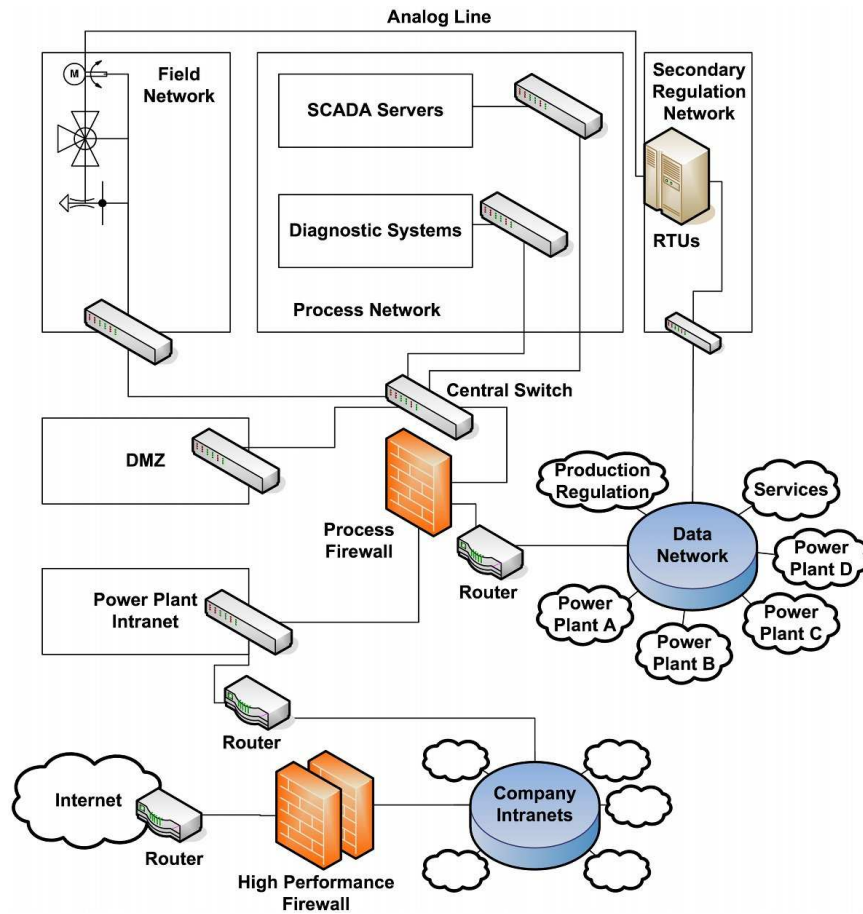 Analog Line
Field
Network
SCADA Servers
Diagnostic Systems
Process Network
Secondary
Regulation
Network
RTUs
M
Central Switch
DMZ
Process
Firewall
Router
Production
Regulation
Services
Data
Network
Power
Plant D
Power
Plant C
Power
Plant B
Power
Plant A
Power Plant
Intranet
Router
Internet
Router
High Performance
Firewall
Company
Intranets